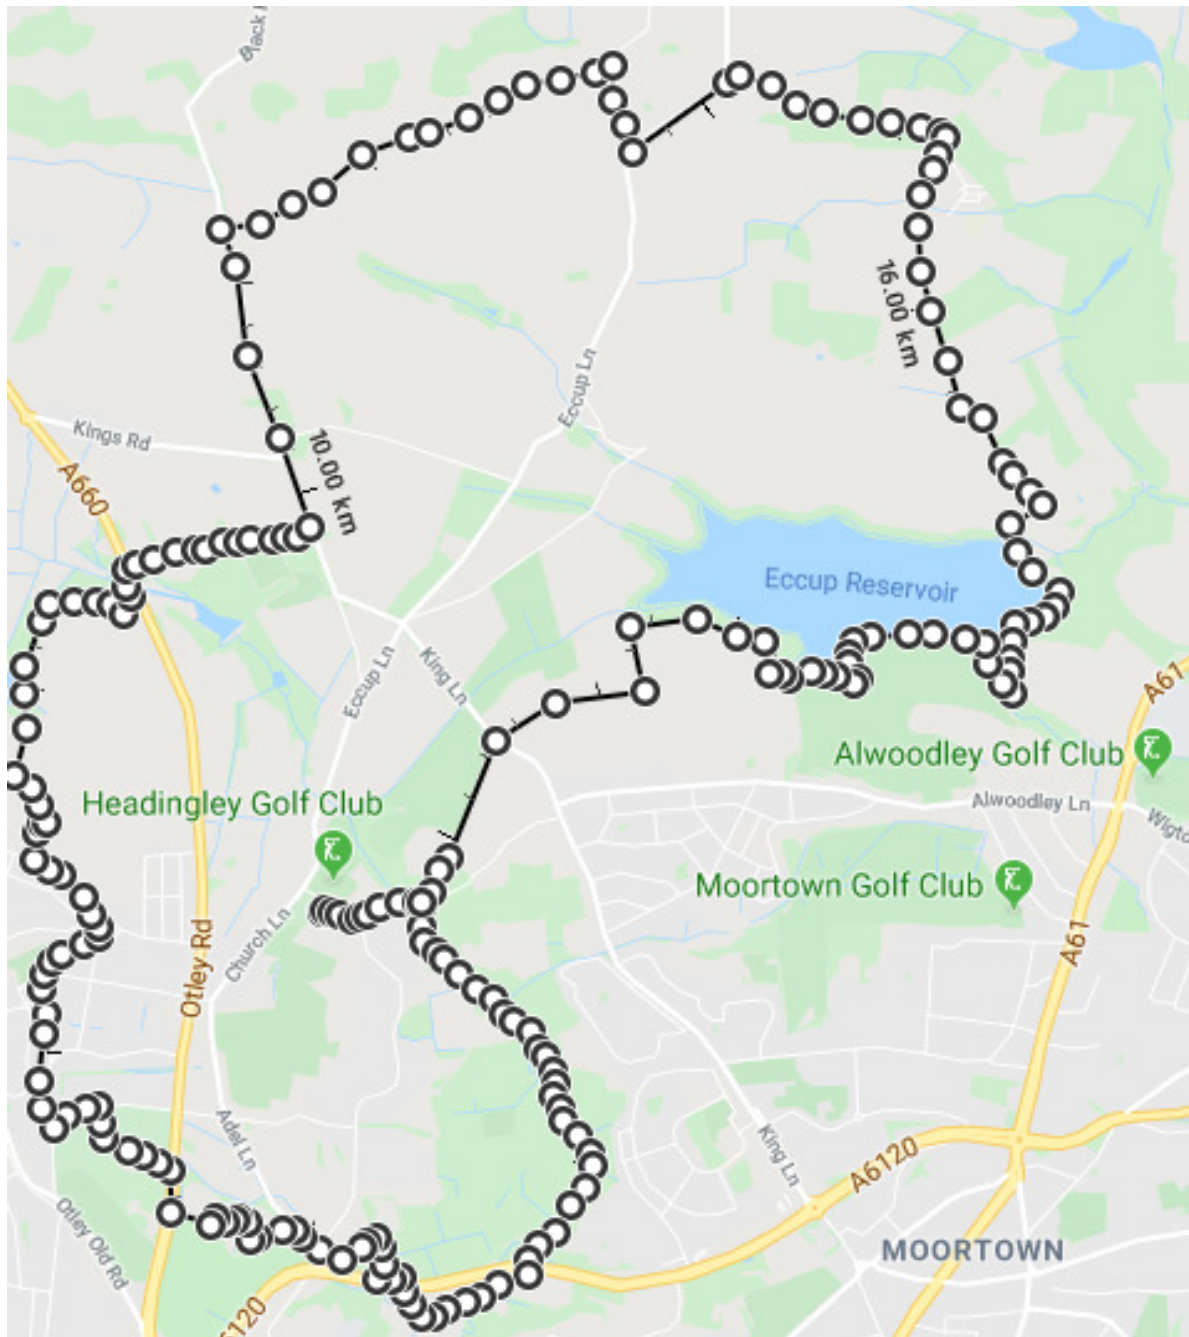 Black
16.00 km
Eccup Ln
Kings Rd
10.00 km
A660
Eccup Reservoir
Eccup Ln
King Ln
A61
Alwoodley Golf Club
Headingley Golf Club
Alwoodley Ln
Moortown Golf Club
Church Ln
Otley Rd
A61
Adel Ln
King Ln
A6120
Otley Old Rd
MOORTOWN
6120